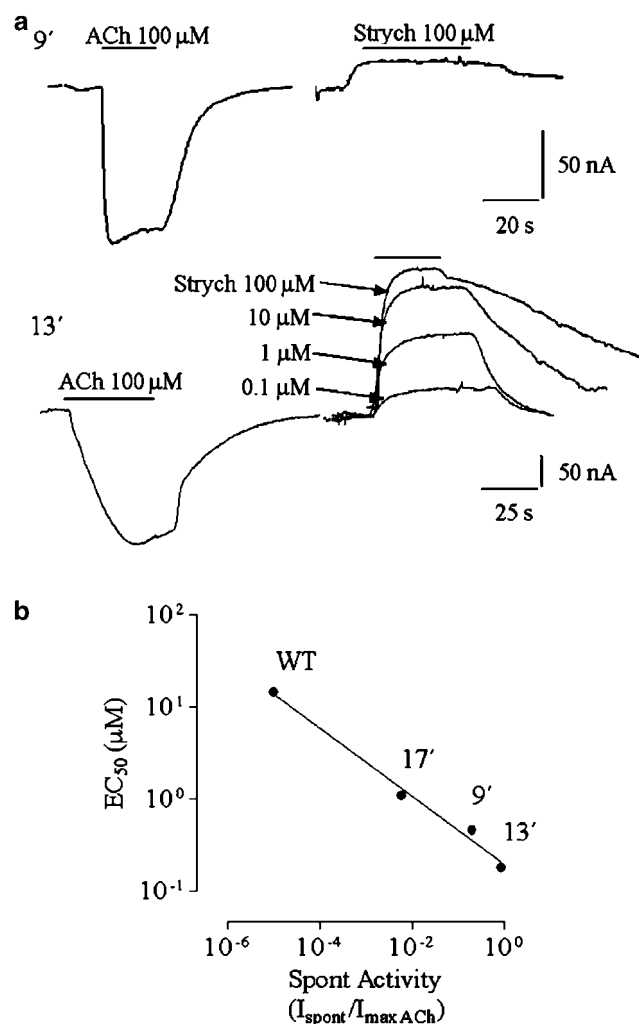 a
9′
ACh 100 μM
Strych 100 μM
50 nA
20 s
13′
ACh 100 μM
Strych 100 μM
10 μM
1 μM
0.1 μM
50 nA
25 s
b
EC₅₀ (μM)
10²
10¹
10⁰
10⁻¹
WT
17′
9′
13′
10⁻⁶
10⁻⁴
10⁻²
10⁰
Spont Activity
(I_spont/I_max ACh)